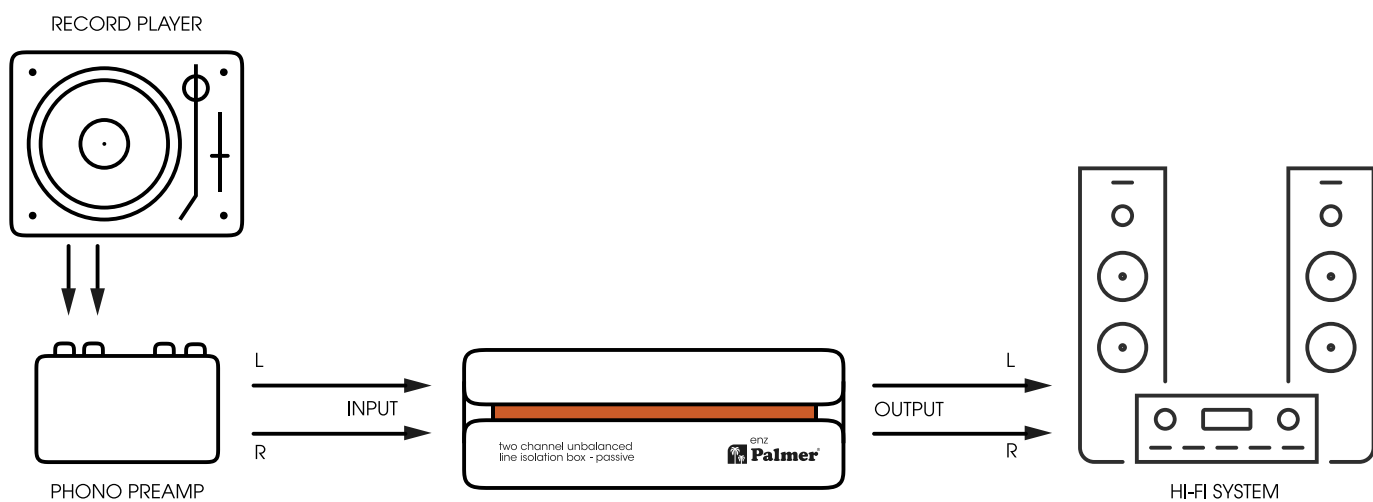 RECORD PLAYER
L
INPUT
R
PHONO PREAMP
two channel unbalanced
line isolation box - passive
enz
Palmer®
L
OUTPUT
R
HI-FI SYSTEM